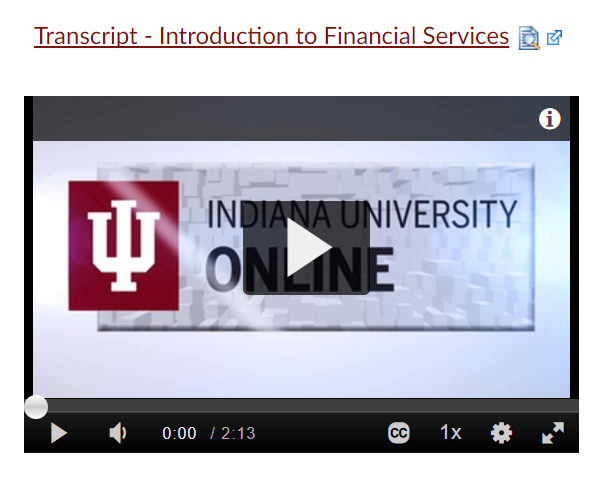 Transcript - Introduction to Financial Services
i
INDIANA UNIVERSITY
ONLINE
0:00 / 2:13
CC
1x